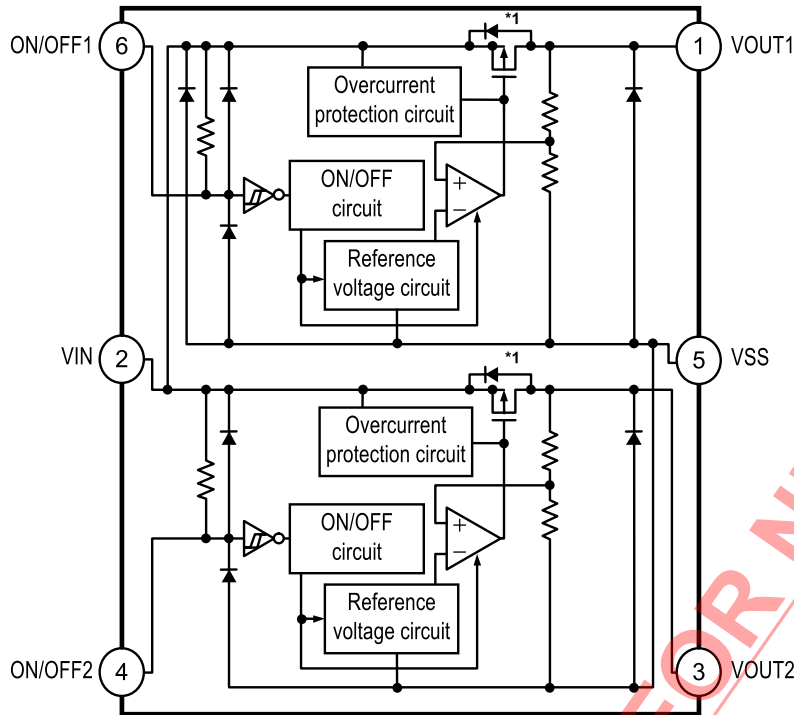 *1
ON/OFF1
6
1
VOUT1
Overcurrent
protection circuit
ON/OFF
circuit
+
−
Reference
voltage circuit
VIN
2
*1
5
VSS
Overcurrent
protection circuit
ON/OFF
circuit
+
−
Reference
voltage circuit
ON/OFF2
4
3
VOUT2
FOR